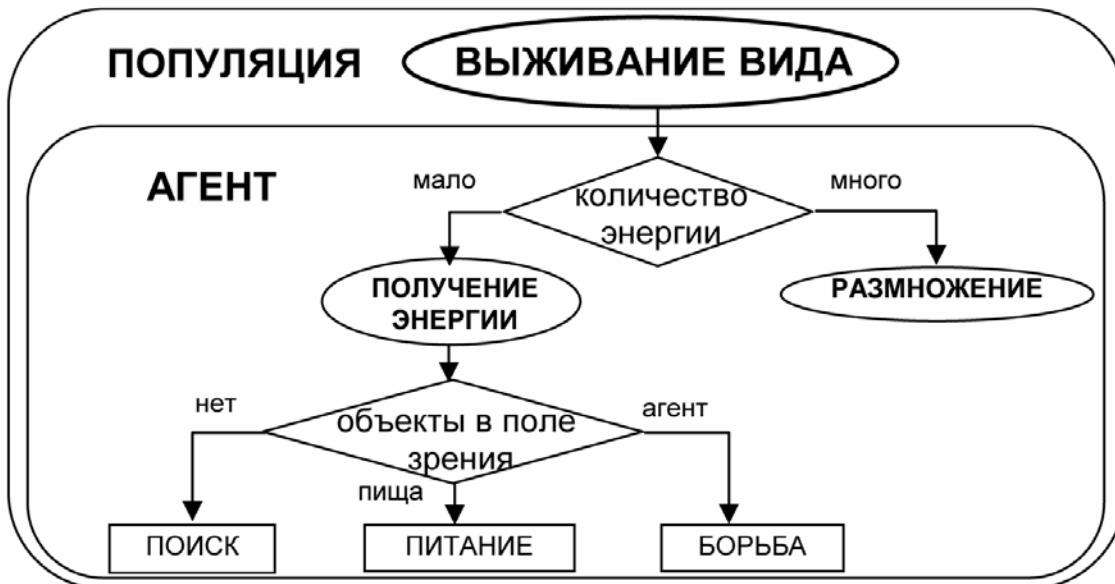 ПОПУЛЯЦИЯ
ВЫЖИВАНИЕ ВИДА
АГЕНТ
мало
количество
энергии
много
ПОЛУЧЕНИЕ
ЭНЕРГИИ
РАЗМНОЖЕНИЕ
нет
объекты в поле
зрения
агент
пища
ПОИСК
ПИТАНИЕ
БОРЬБА